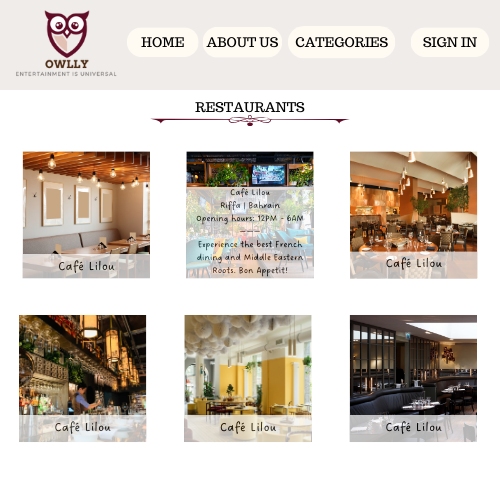 OWLLY
ENTERTAINMENT IS UNIVERSAL
HOME
ABOUT US
CATEGORIES
SIGN IN
RESTAURANTS
Café Lilou
Café Lilou
Riffa | Bahrain
Opening hours: 12PM - 6AM
~~~
Experience the best French
dining and Middle Eastern
Roots. Bon Appetit!
Café Lilou
Café Lilou
Café Lilou
Café Lilou